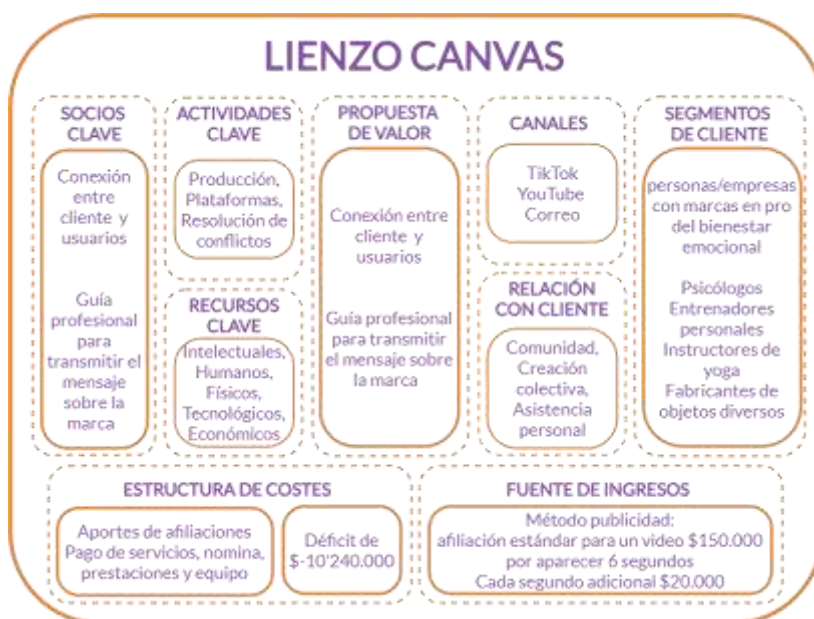 LIENZO CANVAS
SOCIOS
CLAVE
Conexión
entre
cliente y
usuarios
Guía
profesional
para
transmitir el
mensaje
sobre la
marca
ACTIVIDADES
CLAVE
Producción,
Plataformas,
Resolución de
conflictos
RECURSOS
CLAVE
Intelectuales,
Humanos,
Físicos,
Tecnológicos,
Económicos
PROPUESTA
DE VALOR
Conexión entre
cliente y
usuarios
Guía profesional
para transmitir
el mensaje sobre
la marca
CANALES
TikTok
YouTube
Correo
RELACIÓN
CON CLIENTE
Comunidad,
Creación
colectiva,
Asistencia
personal
SEGMENTOS
DE CLIENTE
personas/empresas
con marcas en pro
del bienestar
emocional
Psicólogos
Entrenadores
personales
Instructores de
yoga
Fabricantes de
objetos diversos
ESTRUCTURA DE COSTES
Aportes de afiliaciones
Pago de servicios, nomina,
prestaciones y equipo
Déficit de
$-10'240.000
FUENTE DE INGRESOS
Método publicidad:
afiliación estándar para un video $150.000
por aparecer 6 segundos
Cada segundo adicional $20.000